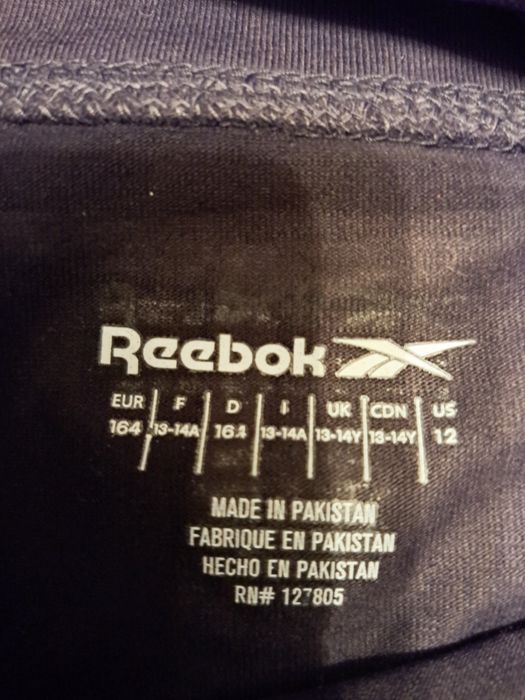 Reebok
EUR F D I UK CDN US
164 13-14A 164 13-14A 13-14Y 13-14Y 12
MADE IN PAKISTAN
FABRIQUE EN PAKISTAN
HECHO EN PAKISTAN
RN# 127805